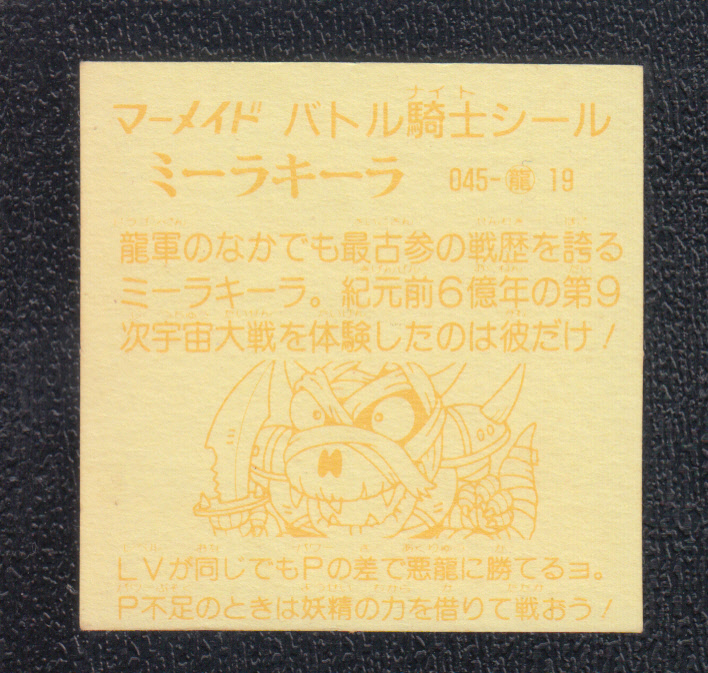 マーメイド バトル騎士シール
ナイト
ミーラキーラ 045-龍 19
龍軍のなかでも最古参の戦歴を誇る
ミーラキーラ。紀元前6億年の第9
次宇宙大戦を体験したのは彼だけ！
LVが同じでもPの差で悪龍に勝てるヨ。
P不足のときは妖精の力を借りて戦おう！